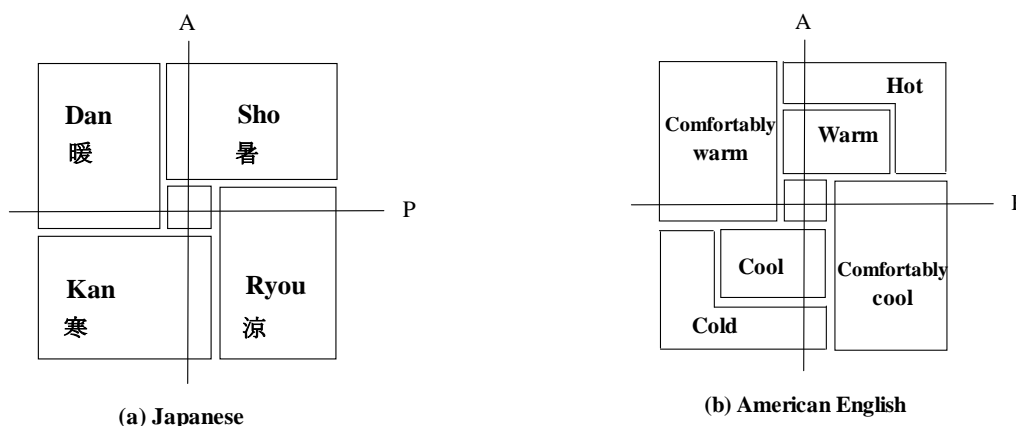 A
Dan
暖
Sho
暑
P
Kan
寒
Ryou
涼
(a) Japanese
A
Hot
Comfortably
warm
Warm
Cool
Comfortably
cool
Cold
(b) American English